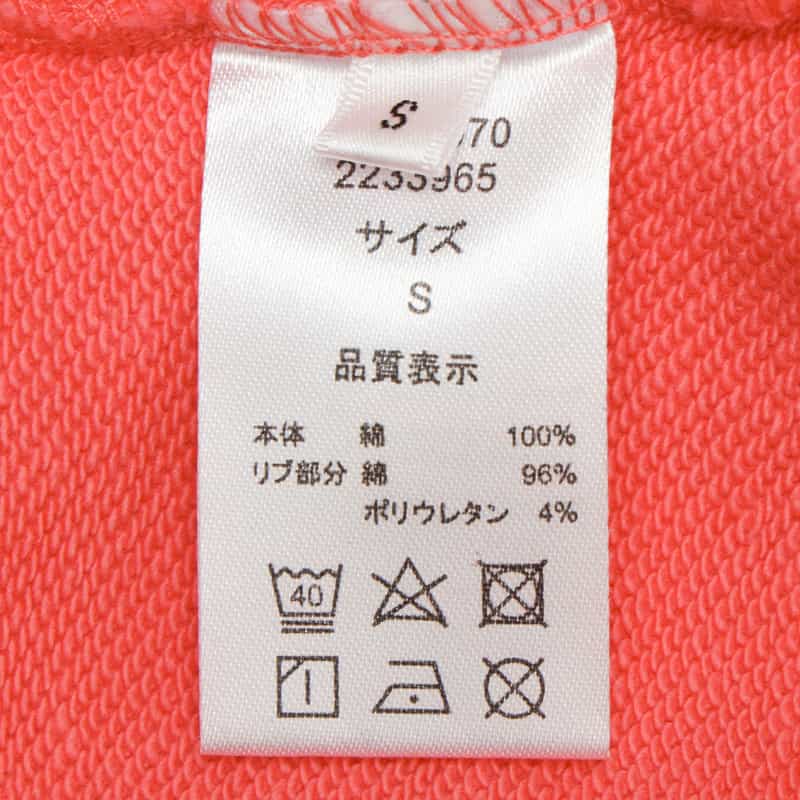 S
70
2233965
サイズ
S
品質表示
本体 綿 100%
リブ部分 綿 96%
ポリウレタン 4%
40